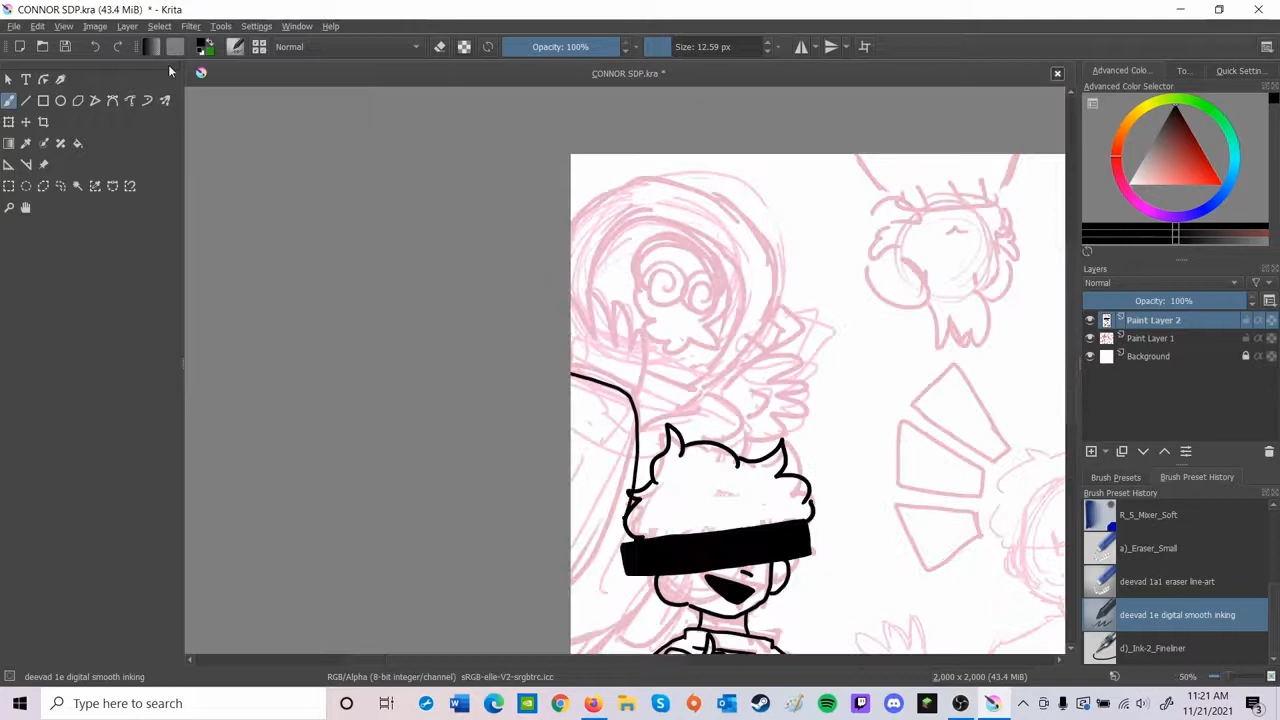 CONNOR SDP.kra (43.4 MiB) * - Krita
File Edit View Image Layer Select Filter Tools Settings Window Help
Normal Opacity: 100% Size: 12.59 px
CONNOR SDP.kra *
Advanced Colo... To... Quick Settin...
Advanced Color Selector
Layers
Normal
Opacity: 100%
Paint Layer 2
Paint Layer 1
Background
Brush Presets Brush Preset History
Brush Preset History
R_S_Mixer_Soft
a)_Eraser_Small
deevad 1a1 eraser line-art
deevad 1e digital smooth inking
d)_Ink-2_Fineliner
deevad 1e digital smooth inking RGB/Alpha (8-bit integer/channel) sRGB-elle-V2-srgbtrc.icc 2,000 x 2,000 (43.4 MiB) 50%
Type here to search
11:21 AM
11/21/2021
3